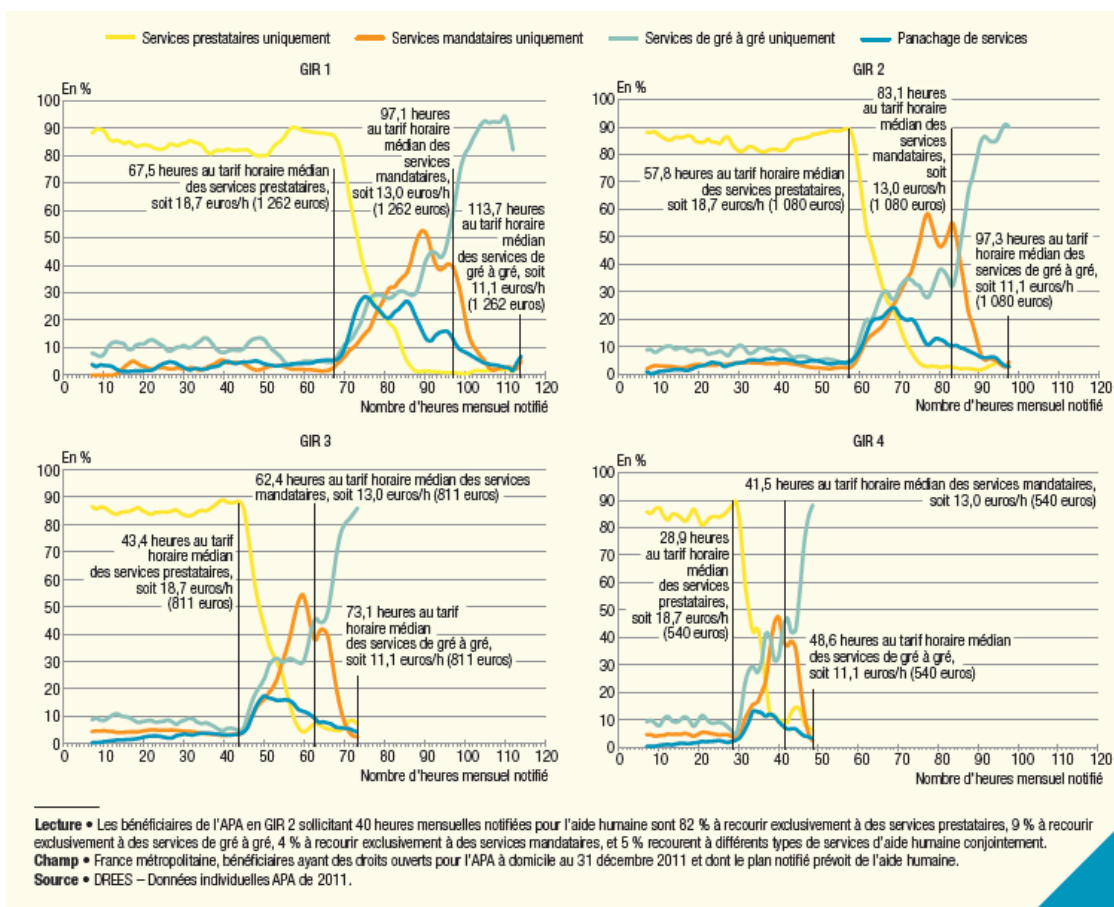 Services prestataires uniquement
Services mandataires uniquement
Services de gré à gré uniquement
Panachage de services
GIR 1
En %
100
90
80
70
60
50
40
30
20
10
0
67,5 heures au tarif horaire médian
des services prestataires,
soit 18,7 euros/h (1 262 euros)
97,1 heures
au tarif horaire
médian des
services
mandataires,
soit 13,0 euros/h
(1 262 euros)
113,7 heures
au tarif horaire
médian
des services de
gré à gré, soit
11,1 euros/h
(1 262 euros)
0 10 20 30 40 50 60 70 80 90 100 110 120
Nombre d'heures mensuel notifié
GIR 2
En %
100
90
80
70
60
50
40
30
20
10
0
57,8 heures au tarif horaire médian
des services prestataires,
soit 18,7 euros/h (1 080 euros)
83,1 heures
au tarif horaire
médian des
services
mandataires,
soit
13,0 euros/h
(1 080 euros)
97,3 heures au tarif
horaire médian des
services de gré à gré,
soit 11,1 euros/h
(1 080 euros)
0 10 20 30 40 50 60 70 80 90 100 110 120
Nombre d'heures mensuel notifié
GIR 3
En %
100
90
80
70
60
50
40
30
20
10
0
62,4 heures au tarif horaire médian des services
mandataires, soit 13,0 euros/h (811 euros)
43,4 heures au tarif
horaire médian
des services prestataires,
soit 18,7 euros/h
(811 euros)
73,1 heures au tarif
horaire médian
des services de gré à gré,
soit 11,1 euros/h (811 euros)
0 10 20 30 40 50 60 70 80 90 100 110 120
Nombre d'heures mensuel notifié
GIR 4
En %
100
90
80
70
60
50
40
30
20
10
0
41,5 heures au tarif horaire médian des services mandataires,
soit 13,0 euros/h (540 euros)
28,9 heures
au tarif horaire
médian
des services
prestataires,
soit 18,7 euros/h
(540 euros)
48,6 heures au tarif horaire médian
des services de gré à gré,
soit 11,1 euros/h (540 euros)
0 10 20 30 40 50 60 70 80 90 100 110 120
Nombre d'heures mensuel notifié
Lecture • Les bénéficiaires de l'APA en GIR 2 sollicitant 40 heures mensuelles notifiées pour l'aide humaine sont 82 % à recourir exclusivement à des services prestataires, 9 % à recourir
exclusivement à des services de gré à gré, 4 % à recourir exclusivement à des services mandataires, et 5 % recourent à différents types de services d'aide humaine conjointement.
Champ • France métropolitaine, bénéficiaires ayant des droits ouverts pour l'APA à domicile au 31 décembre 2011 et dont le plan notifié prévoit de l'aide humaine.
Source • DREES – Données individuelles APA de 2011.